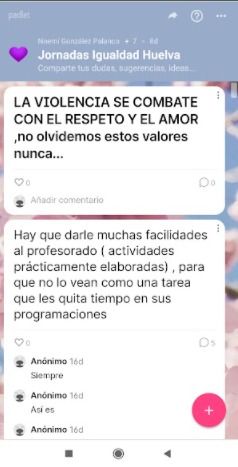 padlet
Noemí González Palanco + 7 · 8d
Jornadas Igualdad Huelva
Comparte tus dudas, sugerencias, ideas...
LA VIOLENCIA SE COMBATE
CON EL RESPETO Y EL AMOR
,no olvidemos estos valores
nunca...
0 0
Añadir comentario
Hay que darle muchas facilidades
al profesorado ( actividades
prácticamente elaboradas) , para
que no lo vean como una tarea
que les quita tiempo en sus
programaciones
0 5
Anónimo 16d
Siempre
Anónimo 16d
Así es
Anónimo 16d